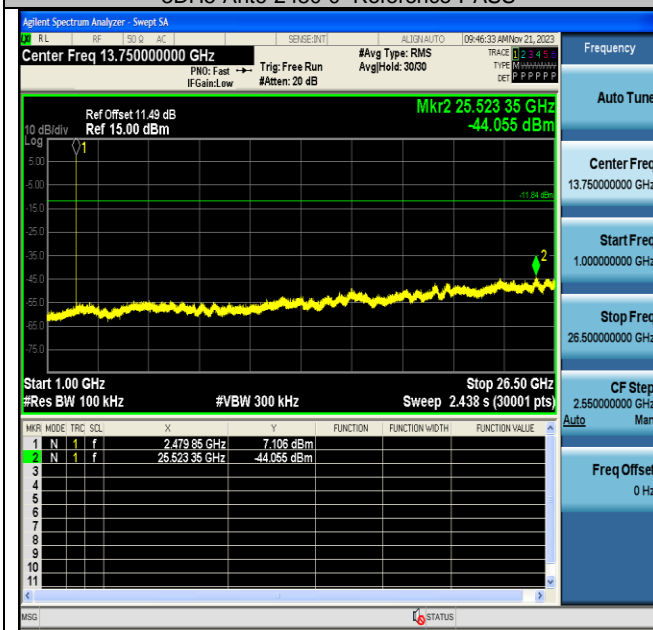 Agilent Spectrum Analyzer - Swept SA
RL RF 50 Ω AC SENSE:INT ALIGN AUTO 09:46:33 AM Nov 21, 2023
Center Freq 13.750000000 GHz
PNO: Fast
IFGain:Low
Trig: Free Run
#Atten: 20 dB
#Avg Type: RMS
Avg|Hold: 30/30
TRACE 1 2 3 4 5 6
TYPE M
DET P P P P P P
Ref Offset 11.49 dB
10 dB/div Ref 15.00 dBm
Log
Mkr2 25.523 35 GHz
-44.055 dBm
1
5.00
-5.00
-11.84 dBm
-15.0
-25.0
-35.0
2
-45.0
-55.0
-65.0
-75.0
Start 1.00 GHz Stop 26.50 GHz
#Res BW 100 kHz #VBW 300 kHz Sweep 2.438 s (30001 pts)
MKR MODE TRC SCL X Y FUNCTION FUNCTION WIDTH FUNCTION VALUE
1 N 1 f 2.479 85 GHz 7.106 dBm
2 N 1 f 25.523 35 GHz -44.055 dBm
3
4
5
6
7
8
9
10
11
MSG STATUS
Frequency
Auto Tune
Center Freq
13.750000000 GHz
Start Freq
1.000000000 GHz
Stop Freq
26.500000000 GHz
CF Step
2.550000000 GHz
Auto Man
Freq Offset
0 Hz